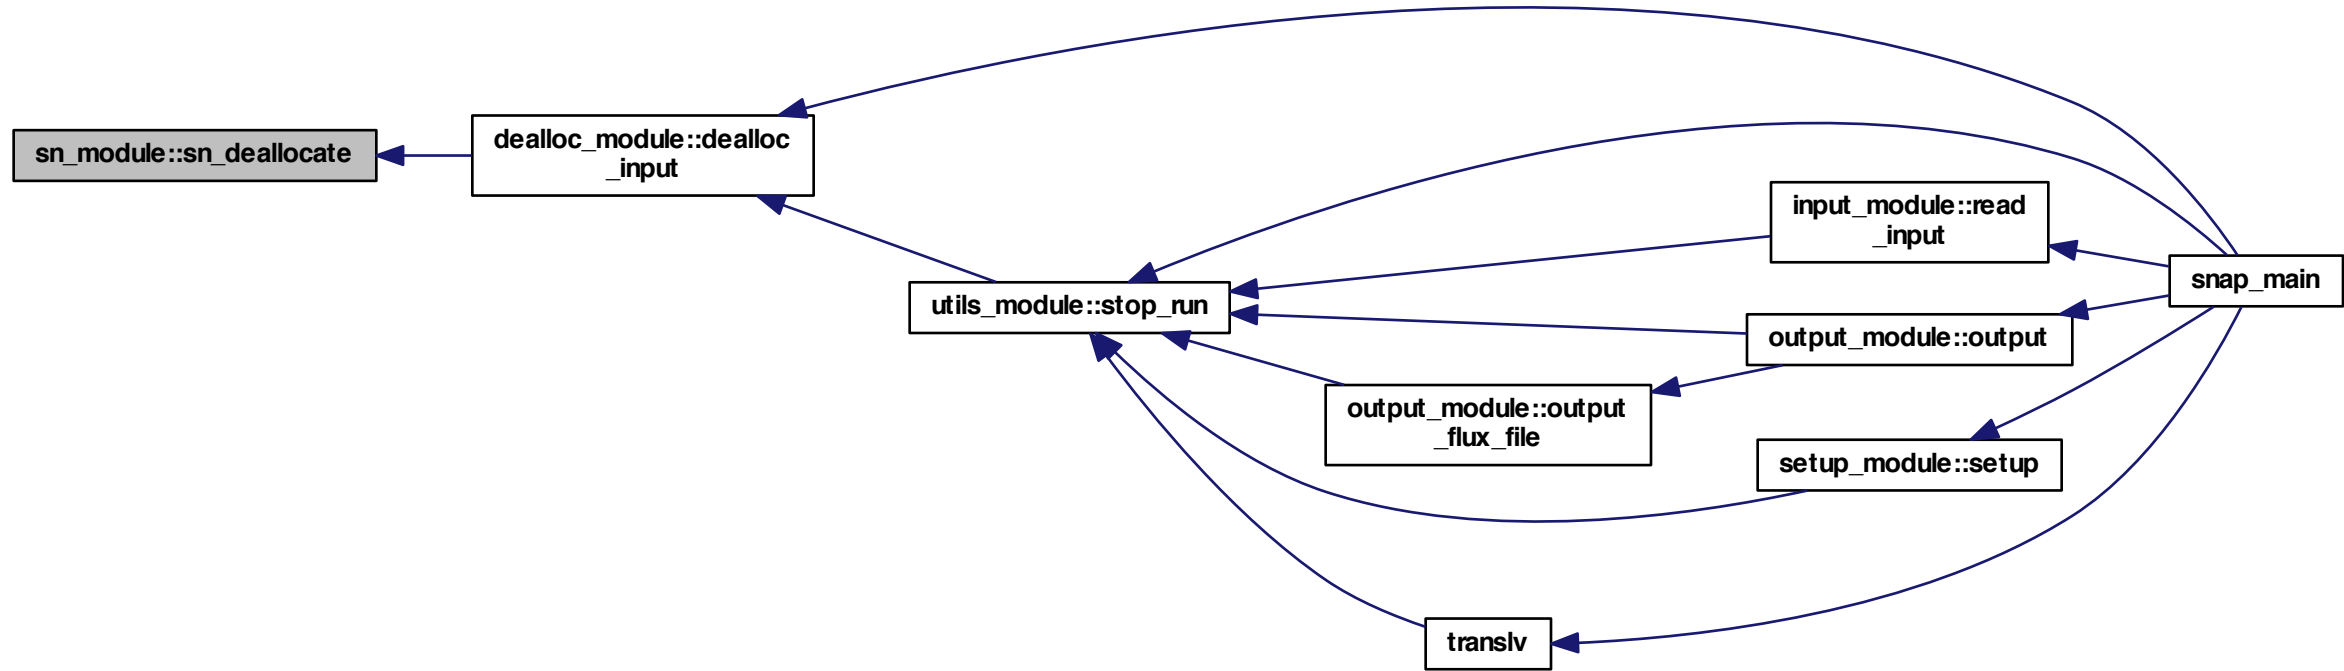 sn_module::sn_deallocate
dealloc_module::dealloc
_input
utils_module::stop_run
input_module::read
_input
output_module::output
output_module::output
_flux_file
setup_module::setup
translv
snap_main